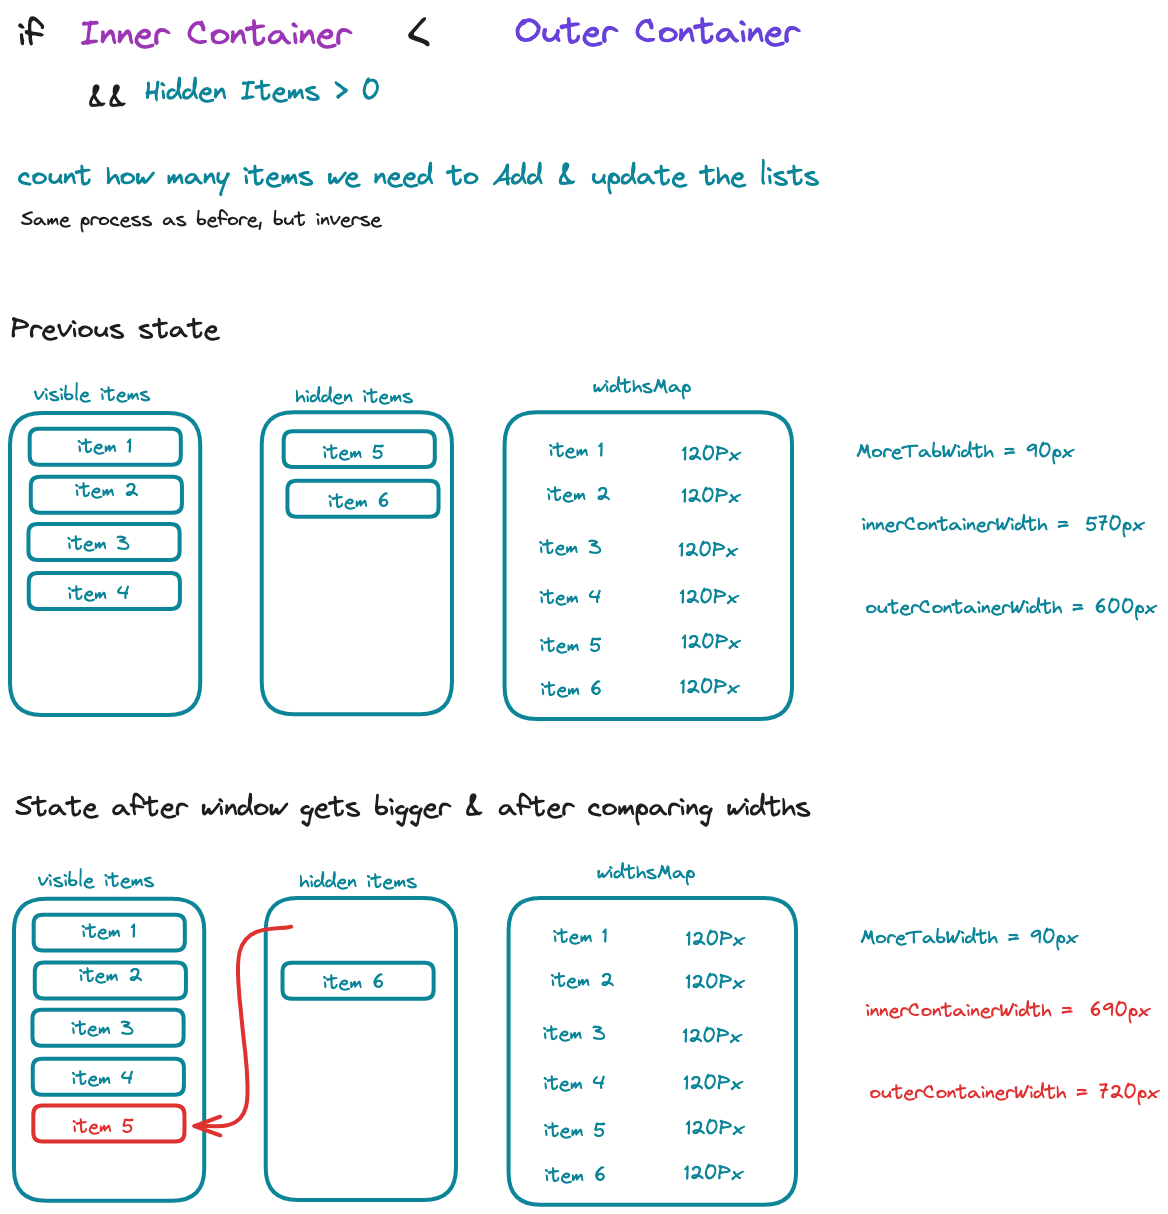 if Inner Container < Outer Container
&& Hidden Items > 0
count how many items we need to Add & update the lists
Same process as before, but inverse
Previous state
visible items
item 1
item 2
item 3
item 4
hidden items
item 5
item 6
widthsMap
item 1 120Px
item 2 120Px
item 3 120Px
item 4 120Px
item 5 120Px
item 6 120Px
MoreTabWidth = 90px
innerContainerWidth = 570px
outerContainerWidth = 600px
State after window gets bigger & after comparing widths
visible items
item 1
item 2
item 3
item 4
item 5
hidden items
item 6
widthsMap
item 1 120Px
item 2 120Px
item 3 120Px
item 4 120Px
item 5 120Px
item 6 120Px
MoreTabWidth = 90px
innerContainerWidth = 690px
outerContainerWidth = 720px